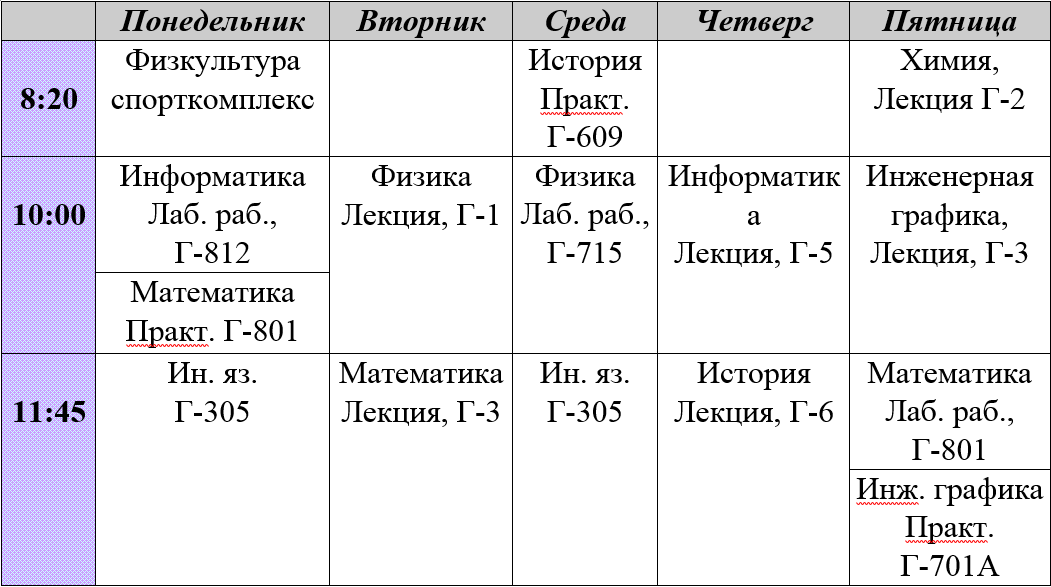 Понедельник Вторник Среда Четверг Пятница
8:20
Физкультура
спорткомплекс
История
Практ.
Г-609
Химия,
Лекция Г-2
10:00
Информатика
Лаб. раб.,
Г-812
Математика
Практ. Г-801
Физика
Лекция, Г-1
Физика
Лаб. раб.,
Г-715
Информатик
а
Лекция, Г-5
Инженерная
графика,
Лекция, Г-3
11:45
Ин. яз.
Г-305
Математика
Лекция, Г-3
Ин. яз.
Г-305
История
Лекция, Г-6
Математика
Лаб. раб.,
Г-801
Инж. графика
Практ.
Г-701А